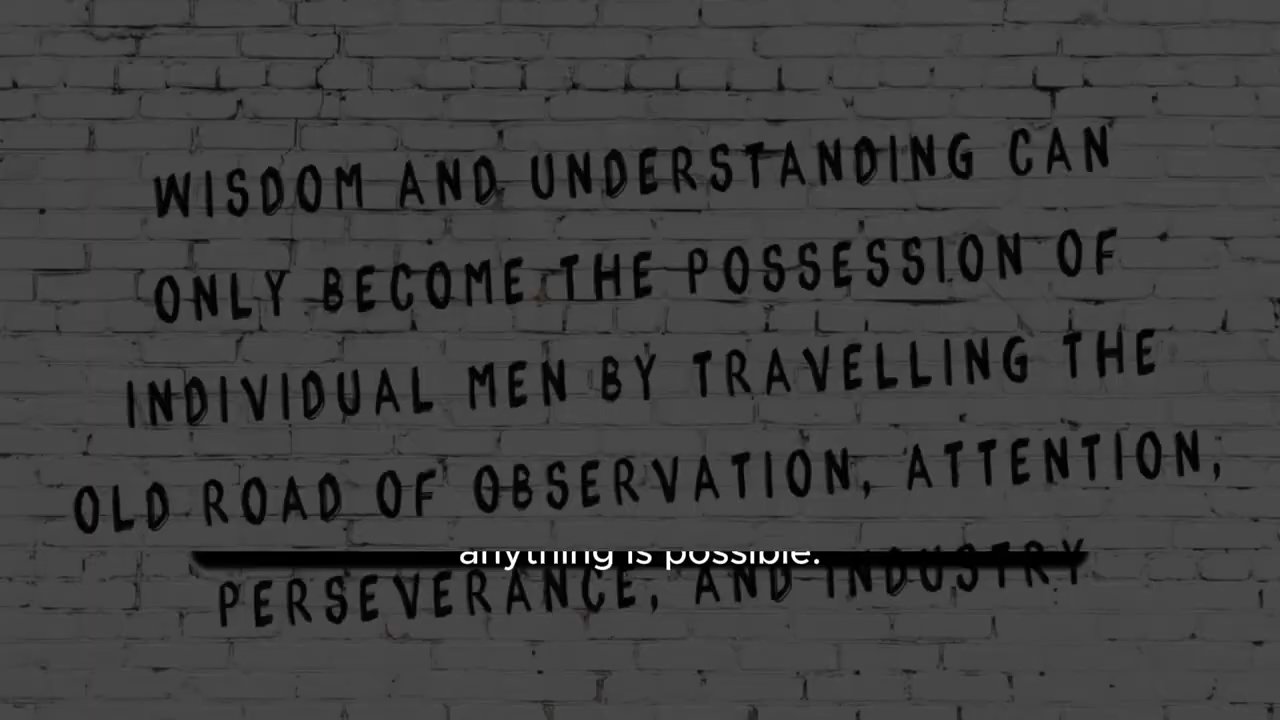 WISDOM AND UNDERSTANDING CAN
ONLY BECOME THE POSSESSION OF
INDIVIDUAL MEN BY TRAVELLING THE
OLD ROAD OF OBSERVATION, ATTENTION,
anything is possible.
PERSEVERANCE, AND INDUSTRY